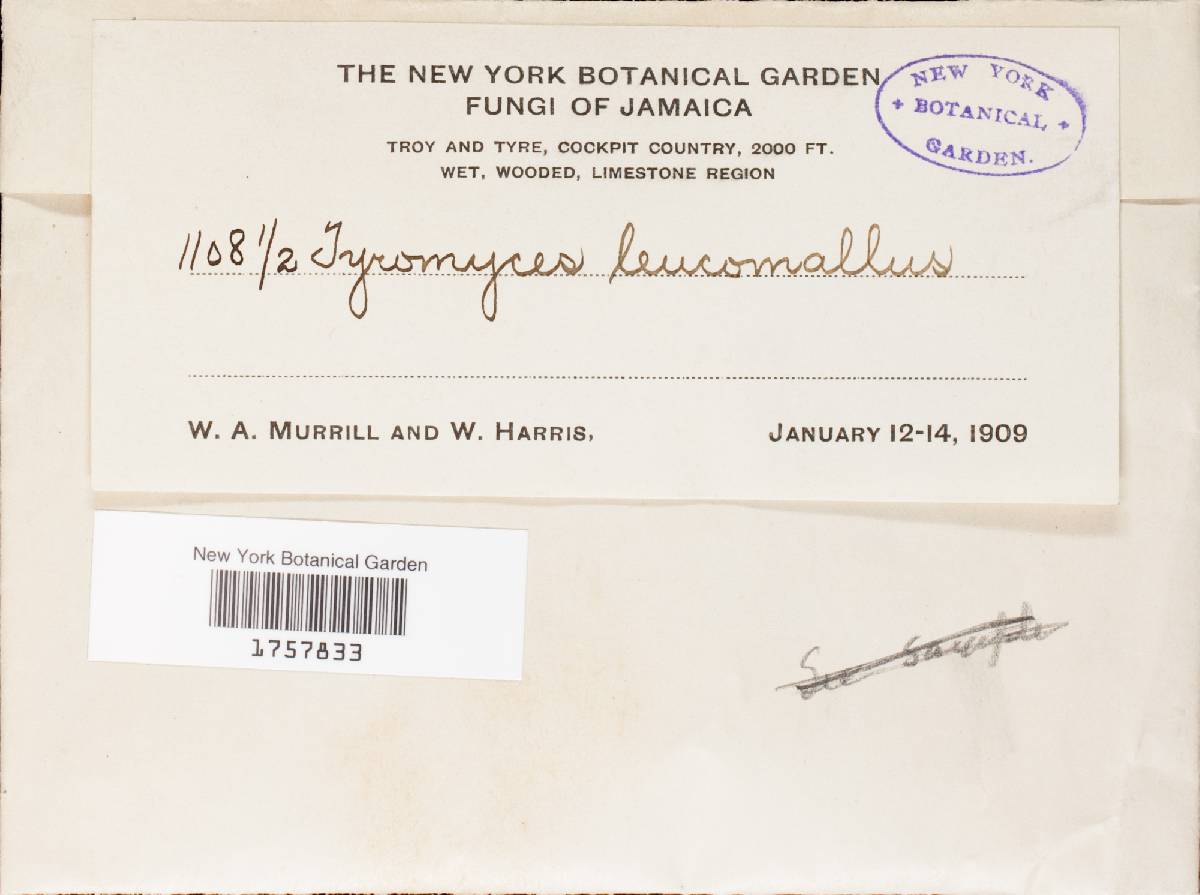 THE NEW YORK BOTANICAL GARDEN
FUNGI OF JAMAICA
TROY AND TYRE, COCKPIT COUNTRY, 2000 FT.
WET, WOODED, LIMESTONE REGION
NEW YORK
+ BOTANICAL +
GARDEN.
1108 1/2 Tyromyces leucomallus
W. A. MURRILL AND W. HARRIS, JANUARY 12-14, 1909
New York Botanical Garden
1757833
See sample